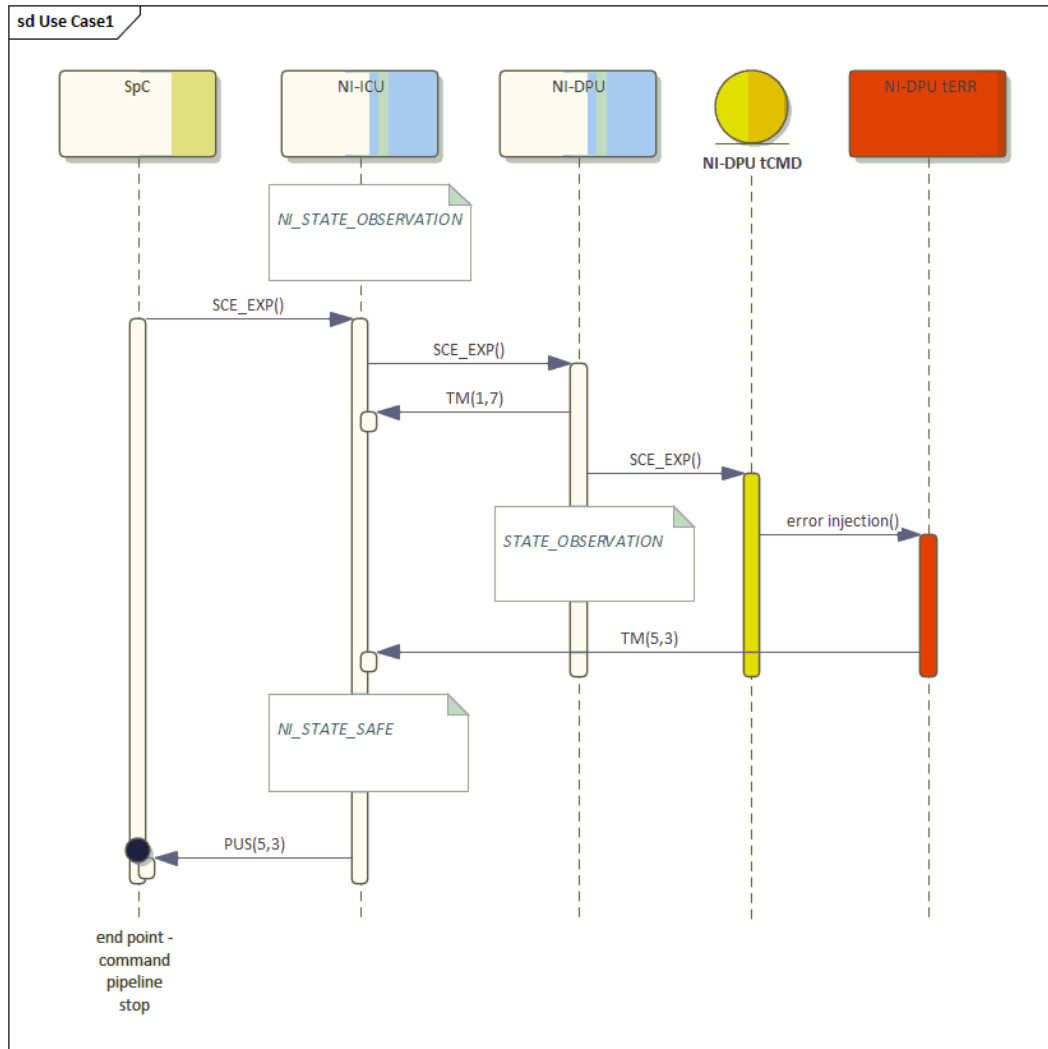 sd Use Case1
SpC
NI-ICU
NI-DPU
NI-DPU tCMD
NI-DPU tERR
NI_STATE_OBSERVATION
SCE_EXP()
SCE_EXP()
TM(1,7)
SCE_EXP()
error injection()
STATE_OBSERVATION
TM(5,3)
NI_STATE_SAFE
PUS(5,3)
end point -
command
pipeline
stop